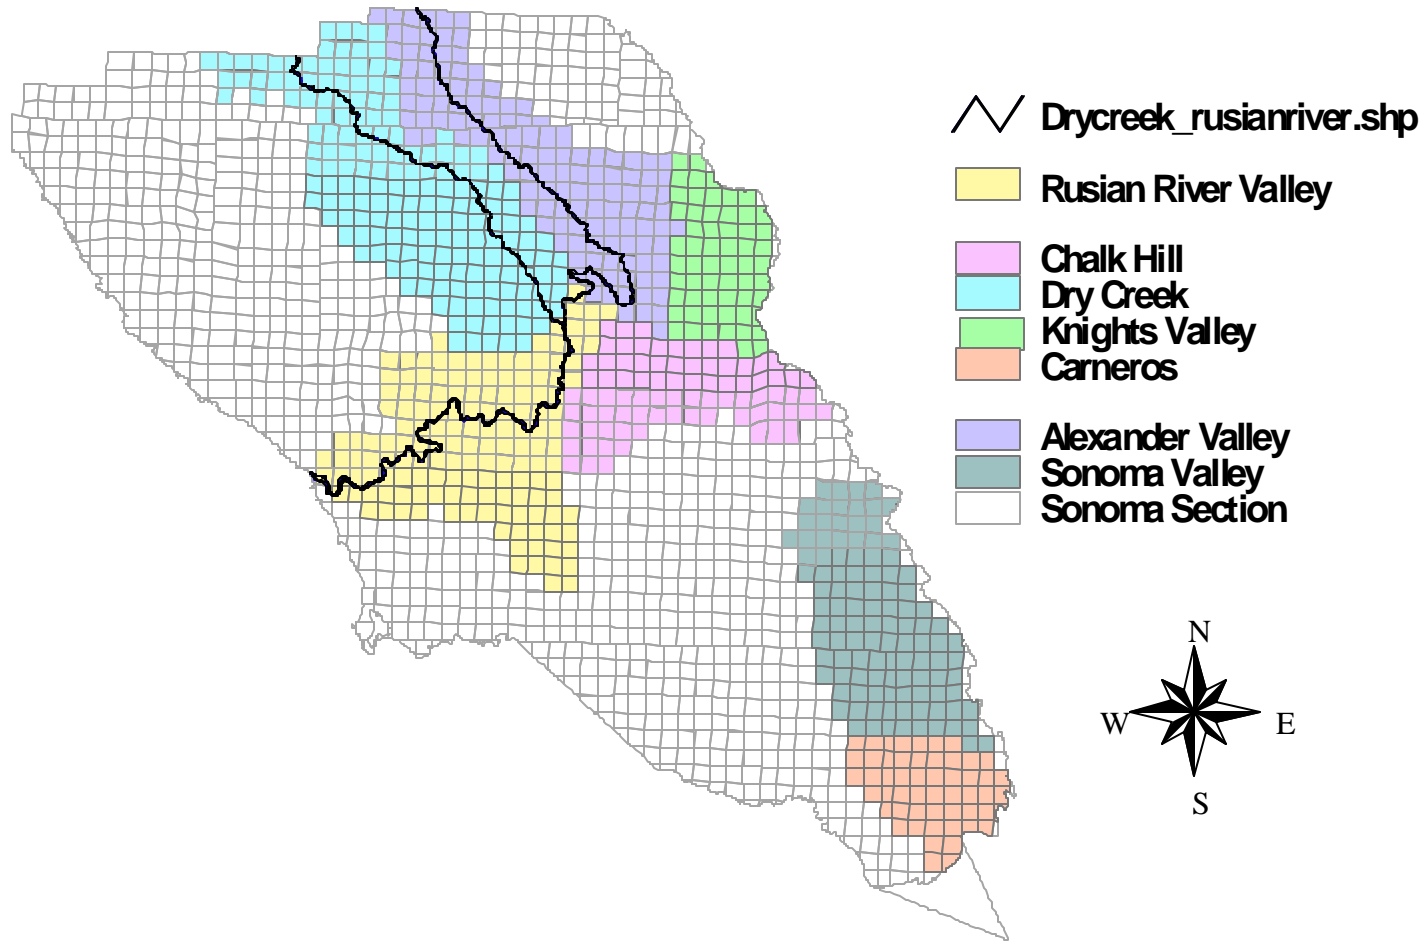 Drycreek_rusianriver.shp
Rusian River Valley
Chalk Hill
Dry Creek
Knights Valley
Carneros
Alexander Valley
Sonoma Valley
Sonoma Section
N
W E
S